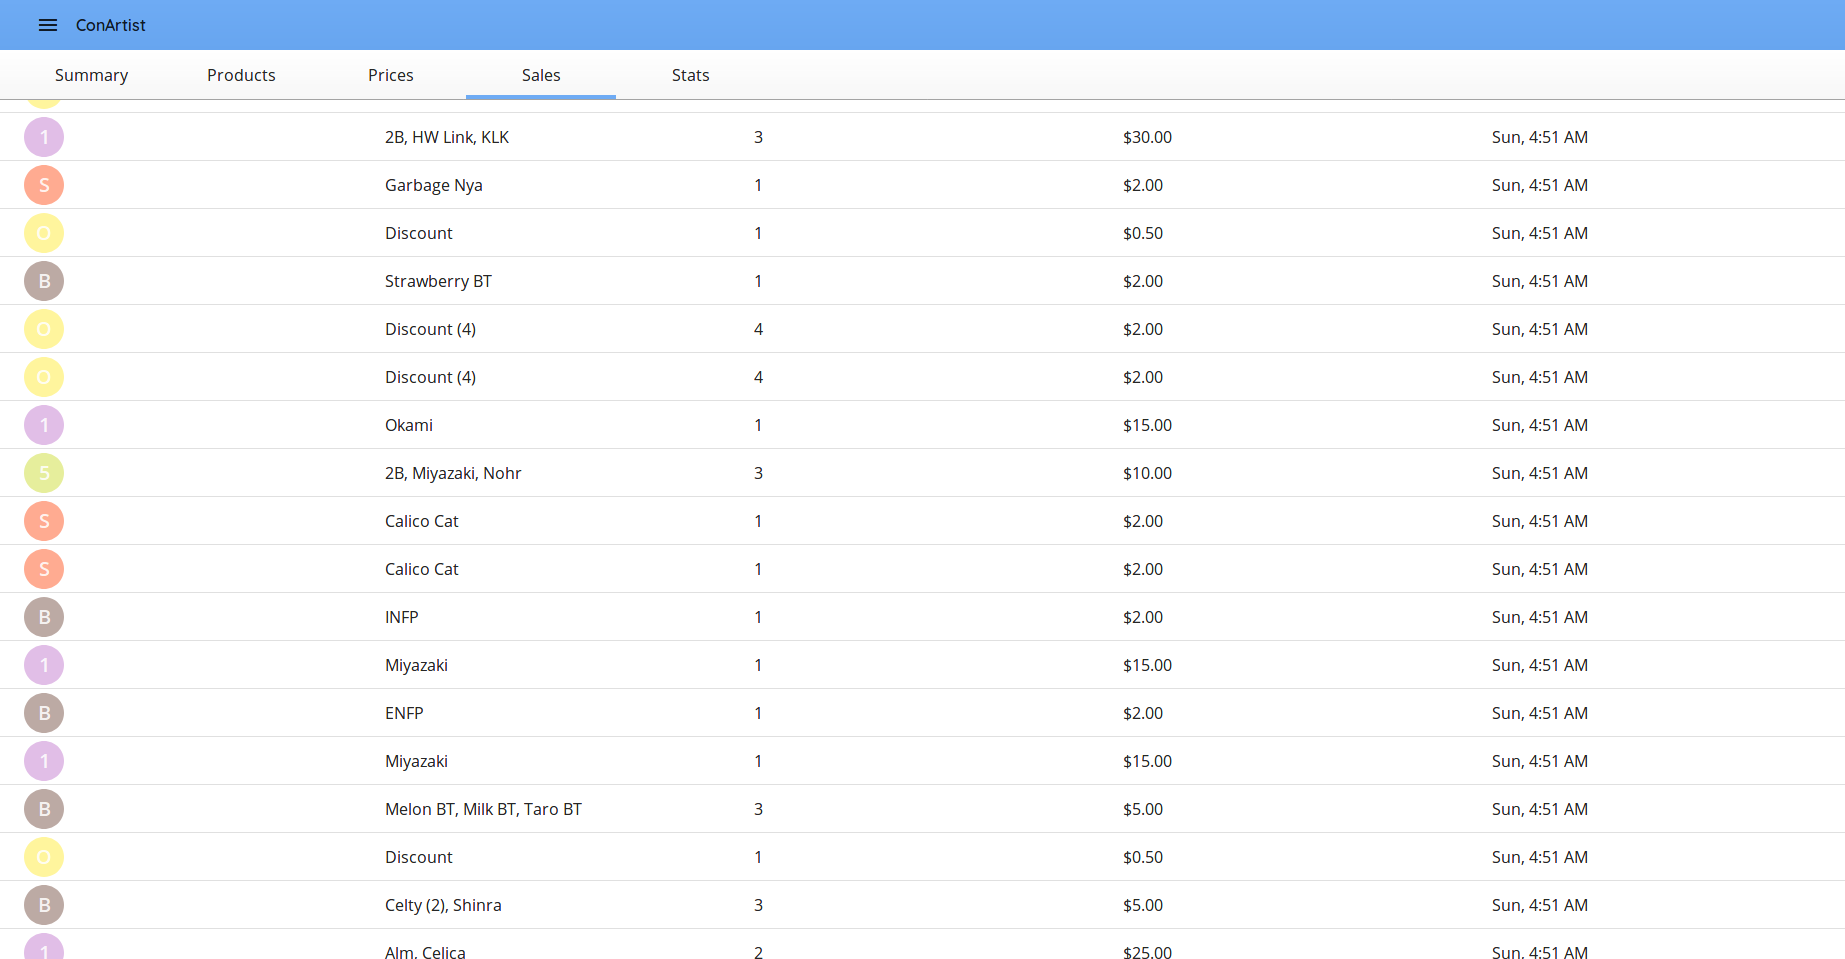 ConArtist
Summary Products Prices Sales Stats
1 2B, HW Link, KLK 3 $30.00 Sun, 4:51 AM
S Garbage Nya 1 $2.00 Sun, 4:51 AM
O Discount 1 $0.50 Sun, 4:51 AM
B Strawberry BT 1 $2.00 Sun, 4:51 AM
O Discount (4) 4 $2.00 Sun, 4:51 AM
O Discount (4) 4 $2.00 Sun, 4:51 AM
1 Okami 1 $15.00 Sun, 4:51 AM
5 2B, Miyazaki, Nohr 3 $10.00 Sun, 4:51 AM
S Calico Cat 1 $2.00 Sun, 4:51 AM
S Calico Cat 1 $2.00 Sun, 4:51 AM
B INFP 1 $2.00 Sun, 4:51 AM
1 Miyazaki 1 $15.00 Sun, 4:51 AM
B ENFP 1 $2.00 Sun, 4:51 AM
1 Miyazaki 1 $15.00 Sun, 4:51 AM
B Melon BT, Milk BT, Taro BT 3 $5.00 Sun, 4:51 AM
O Discount 1 $0.50 Sun, 4:51 AM
B Celty (2), Shinra 3 $5.00 Sun, 4:51 AM
1 Alm, Celica 2 $25.00 Sun, 4:51 AM